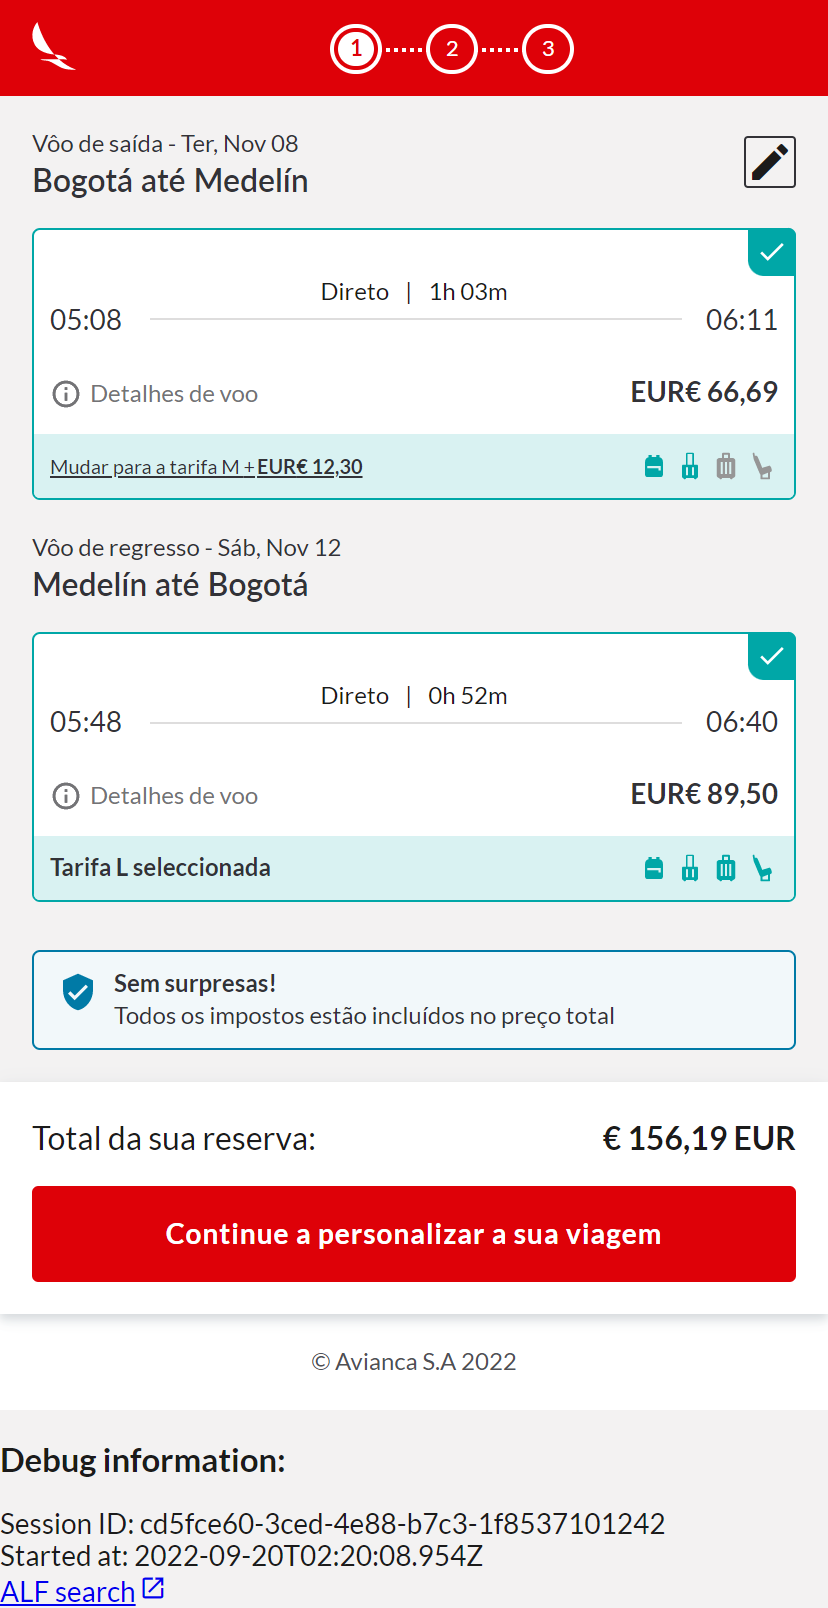 1 2 3
Vôo de saída - Ter, Nov 08
Bogotá até Medelín
Direto | 1h 03m
05:08 06:11
Detalhes de voo EUR€ 66,69
Mudar para a tarifa M +EUR€ 12,30
Vôo de regresso - Sáb, Nov 12
Medelín até Bogotá
Direto | 0h 52m
05:48 06:40
Detalhes de voo EUR€ 89,50
Tarifa L seleccionada
Sem surpresas!
Todos os impostos estão incluídos no preço total
Total da sua reserva: € 156,19 EUR
Continue a personalizar a sua viagem
© Avianca S.A 2022
Debug information:
Session ID: cd5fce60-3ced-4e88-b7c3-1f8537101242
Started at: 2022-09-20T02:20:08.954Z
ALF search